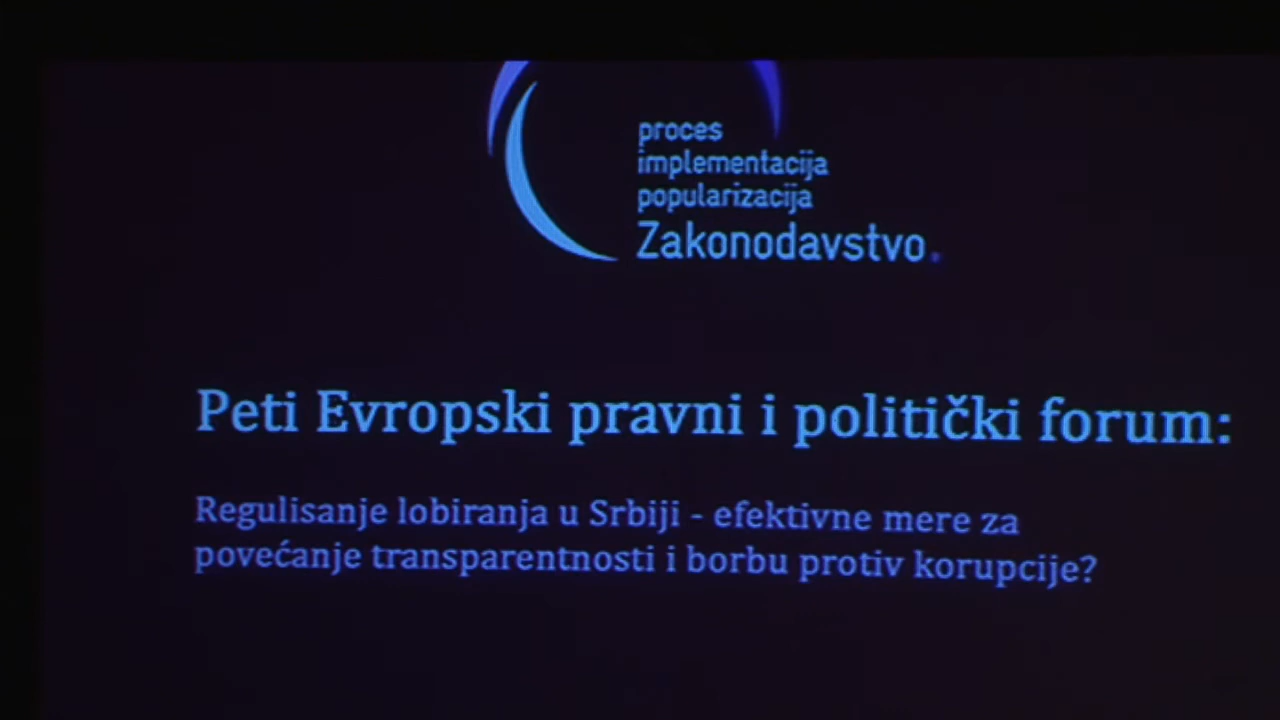 proces
implementacija
popularizacija
Zakonodavstvo.
Peti Evropski pravni i politički forum:
Regulisanje lobiranja u Srbiji - efektivne mere za
povećanje transparentnosti i borbu protiv korupcije?